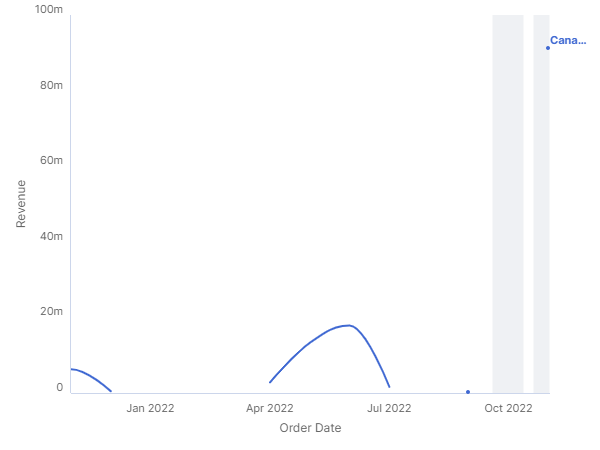 100m
80m
60m
40m
20m
0
Revenue
Cana...
Jan 2022
Apr 2022
Jul 2022
Oct 2022
Order Date